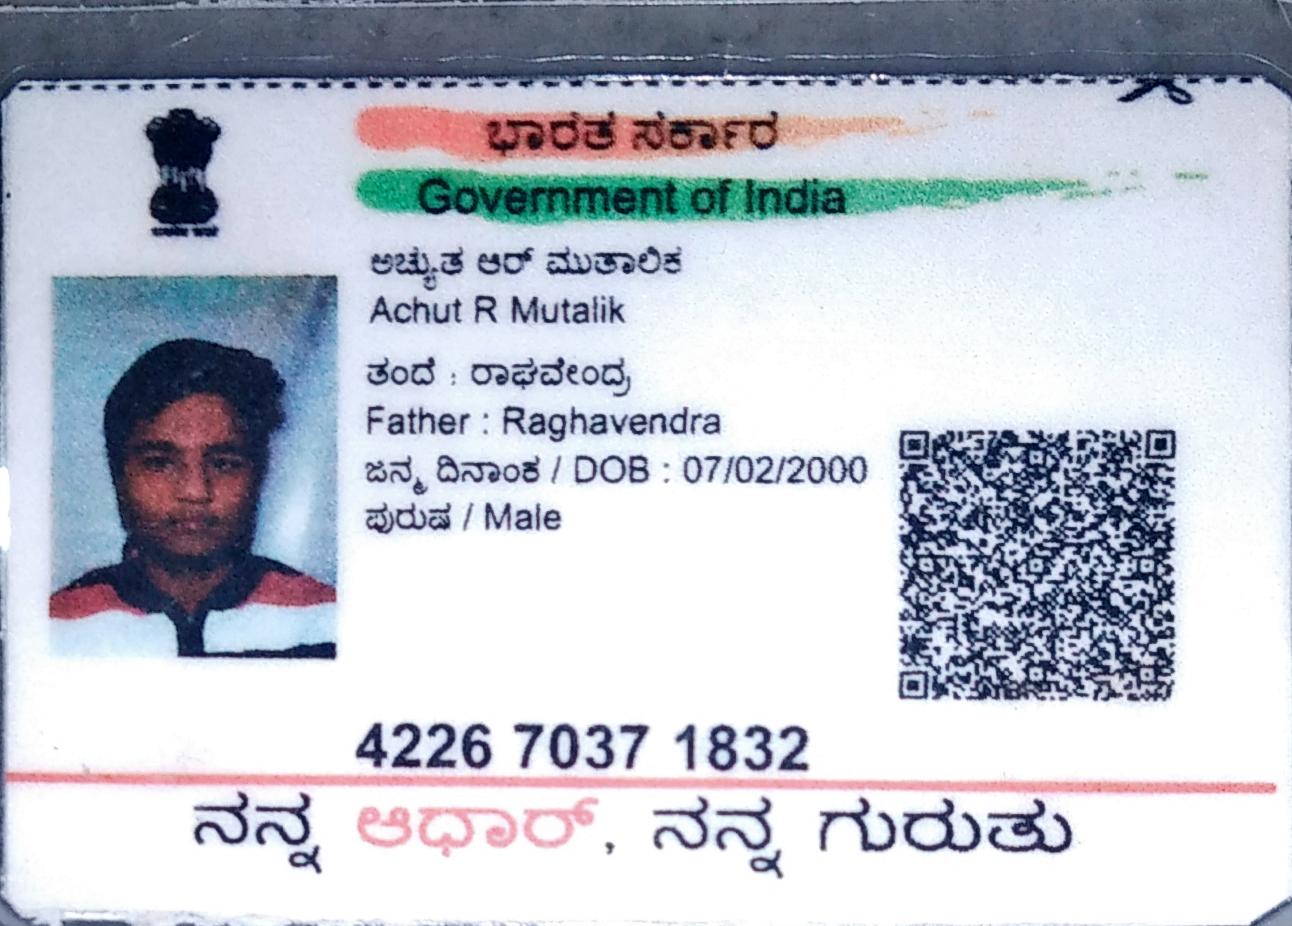 ಭಾರತ ಸರ್ಕಾರ
Government of India
ಅಚ್ಯುತ ಆರ್ ಮುತಾಲಿಕ
Achut R Mutalik
ತಂದೆ : ರಾಘವೇಂದ್ರ
Father : Raghavendra
ಜನ್ಮ ದಿನಾಂಕ / DOB : 07/02/2000
ಪುರುಷ / Male
4226 7037 1832
ನನ್ನ ಆಧಾರ್, ನನ್ನ ಗುರುತು